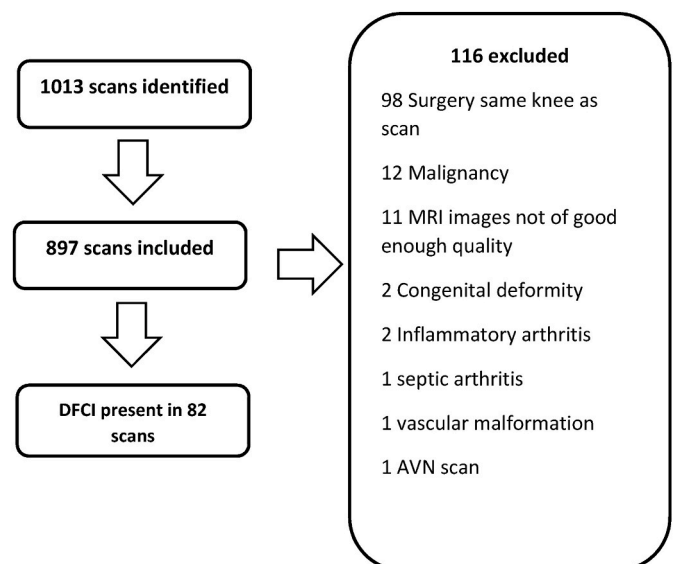 1013 scans identified
897 scans included
DFCI present in 82
scans
116 excluded
98 Surgery same knee as
scan
12 Malignancy
11 MRI images not of good
enough quality
2 Congenital deformity
2 Inflammatory arthritis
1 septic arthritis
1 vascular malformation
1 AVN scan